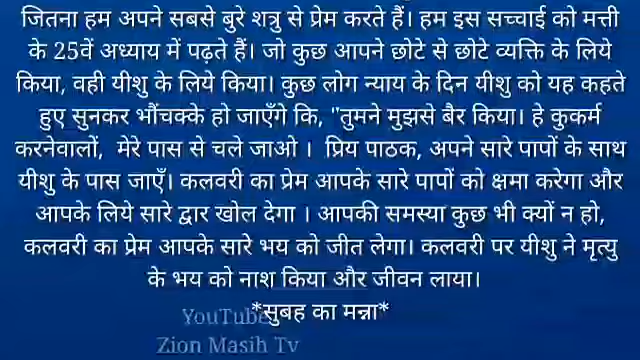 जितना हम अपने सबसे बुरे शत्रु से प्रेम करते हैं। हम इस सच्चाई को मत्ती
के 25वें अध्याय में पढ़ते हैं। जो कुछ आपने छोटे से छोटे व्यक्ति के लिये
किया, वही यीशु के लिये किया। कुछ लोग न्याय के दिन यीशु को यह कहते
हुए सुनकर भौंचक्के हो जाएँगे कि, "तुमने मुझसे बैर किया। हे कुकर्म
करनेवालों, मेरे पास से चले जाओ । प्रिय पाठक, अपने सारे पापों के साथ
यीशु के पास जाएँ। कलवरी का प्रेम आपके सारे पापों को क्षमा करेगा और
आपके लिये सारे द्वार खोल देगा । आपकी समस्या कुछ भी क्यों न हो,
कलवरी का प्रेम आपके सारे भय को जीत लेगा। कलवरी पर यीशु ने मृत्यु
के भय को नाश किया और जीवन लाया।
*सुबह का मन्ना*
YouTube
Zion Masih Tv